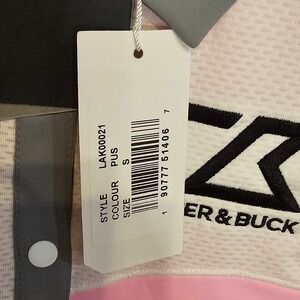 STYLE LAK00021
COLOUR PUS
SIZE S
1 90777 51406 7
ER & BUCK